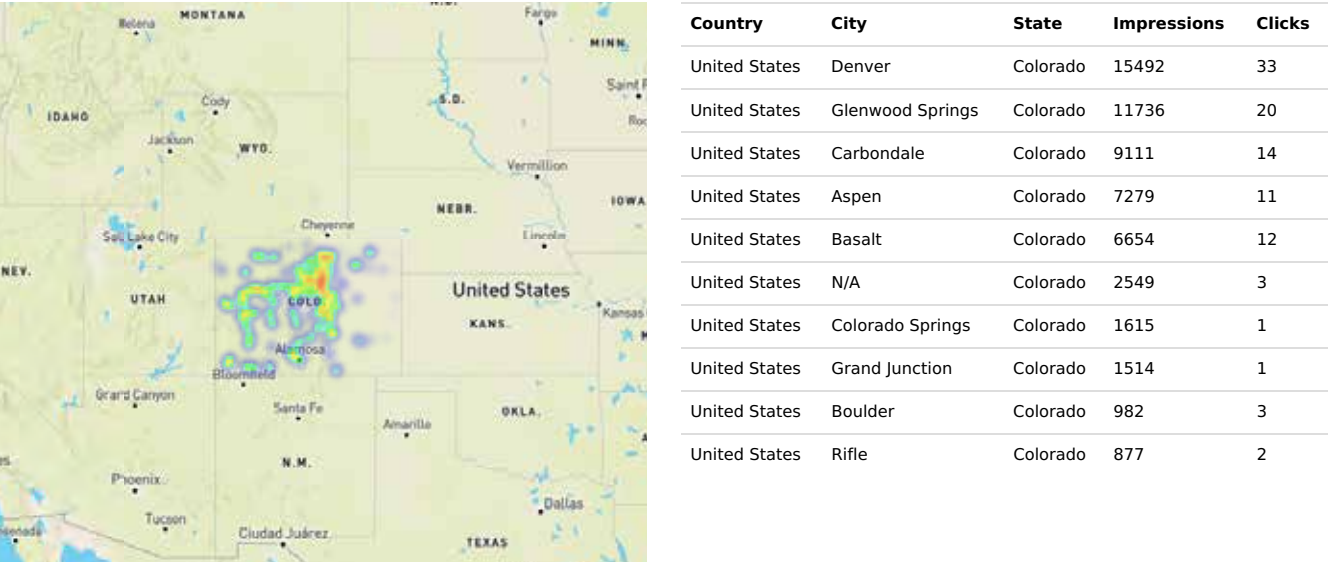 MONTANA
Helena
Fargo
MINN.
Saint
IDAHO
Cody
S.D.
Jackson
WYO.
Vermillion
NEBR.
IOWA
Cheyenne
Salt Lake City
Lincoln
NEV.
UTAH
COLO
United States
KANS.
Kansas
Alamosa
Bloomfield
Grand Canyon
Santa Fe
OKLA.
Amarillo
N.M.
Phoenix
Dallas
Tucson
Ciudad Juárez
TEXAS
Country City State Impressions Clicks
United States Denver Colorado 15492 33
United States Glenwood Springs Colorado 11736 20
United States Carbondale Colorado 9111 14
United States Aspen Colorado 7279 11
United States Basalt Colorado 6654 12
United States N/A Colorado 2549 3
United States Colorado Springs Colorado 1615 1
United States Grand Junction Colorado 1514 1
United States Boulder Colorado 982 3
United States Rifle Colorado 877 2